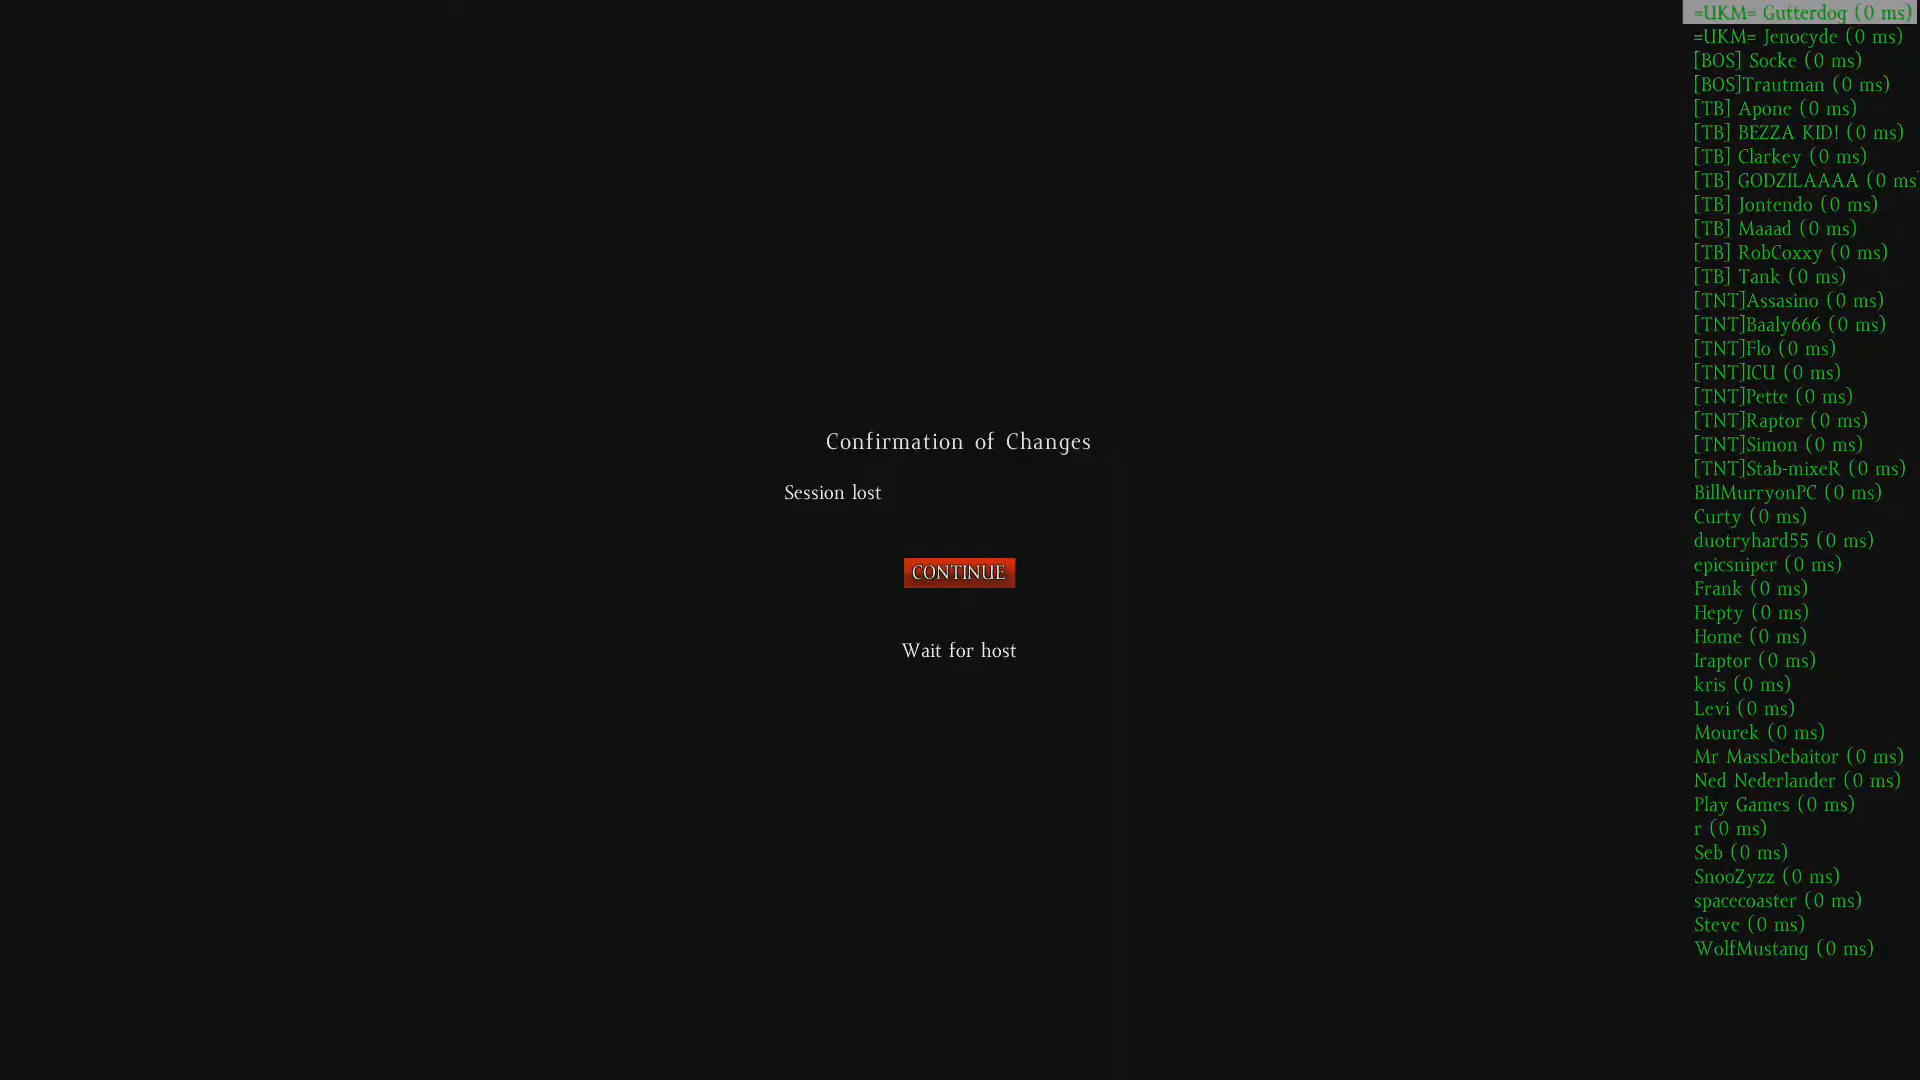 Confirmation of Changes
Session lost
CONTINUE
Wait for host
=UKM= Gutterdog (0 ms)
=UKM= Jenocyde (0 ms)
[BOS] Socke (0 ms)
[BOS]Trautman (0 ms)
[TB] Apone (0 ms)
[TB] BEZZA KID! (0 ms)
[TB] Clarkey (0 ms)
[TB] GODZILAAAA (0 ms
[TB] Jontendo (0 ms)
[TB] Maaad (0 ms)
[TB] RobCoxxy (0 ms)
[TB] Tank (0 ms)
[TNT]Assasino (0 ms)
[TNT]Baaly666 (0 ms)
[TNT]Flo (0 ms)
[TNT]ICU (0 ms)
[TNT]Pette (0 ms)
[TNT]Raptor (0 ms)
[TNT]Simon (0 ms)
[TNT]Stab-mixeR (0 ms)
BillMurryonPC (0 ms)
Curty (0 ms)
duotryhard55 (0 ms)
epicsniper (0 ms)
Frank (0 ms)
Hepty (0 ms)
Home (0 ms)
Iraptor (0 ms)
kris (0 ms)
Levi (0 ms)
Mourek (0 ms)
Mr MassDebaitor (0 ms)
Ned Nederlander (0 ms)
Play Games (0 ms)
r (0 ms)
Seb (0 ms)
SnooZyzz (0 ms)
spacecoaster (0 ms)
Steve (0 ms)
WolfMustang (0 ms)